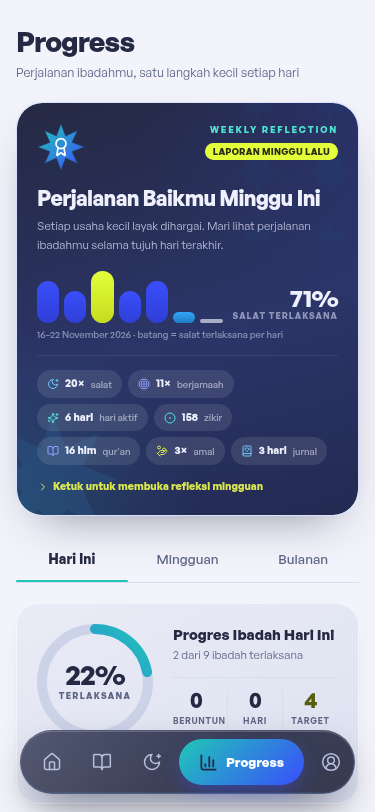 Progress
Perjalanan ibadahmu, satu langkah kecil setiap hari
WEEKLY REFLECTION
LAPORAN MINGGU LALU
Perjalanan Baikmu Minggu Ini
Setiap usaha kecil layak dihargai. Mari lihat perjalanan
ibadahmu selama tujuh hari terakhir.
71%
SALAT TERLAKSANA
16–22 November 2026 · batang = salat terlaksana per hari
20× salat
11× berjamaah
6 hari hari aktif
158 zikir
16 hlm qur'an
3× amal
3 hari jurnal
Ketuk untuk membuka refleksi mingguan
Hari Ini
Mingguan
Bulanan
22%
TERLAKSANA
Progres Ibadah Hari Ini
2 dari 9 ibadah terlaksana
0
BERUNTUN
0
HARI
4
TARGET
Progress